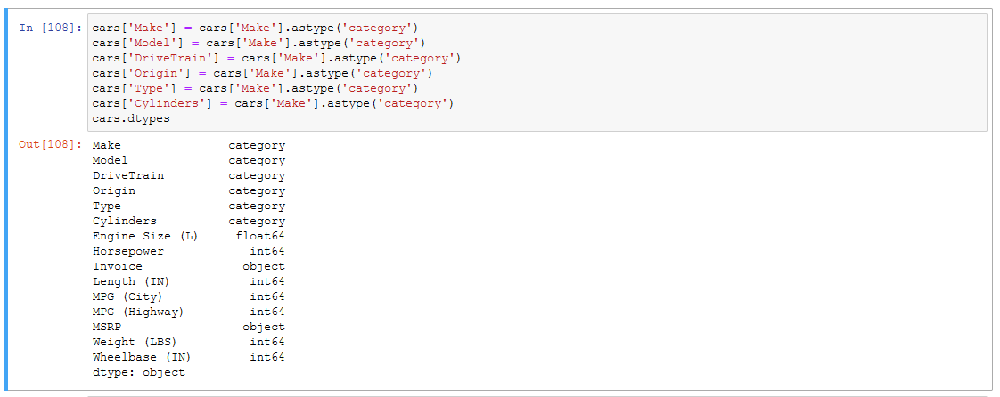 In [108]: cars['Make'] = cars['Make'].astype('category')
cars['Model'] = cars['Make'].astype('category')
cars['DriveTrain'] = cars['Make'].astype('category')
cars['Origin'] = cars['Make'].astype('category')
cars['Type'] = cars['Make'].astype('category')
cars['Cylinders'] = cars['Make'].astype('category')
cars.dtypes
Out[108]: Make category
Model category
DriveTrain category
Origin category
Type category
Cylinders category
Engine Size (L) float64
Horsepower int64
Invoice object
Length (IN) int64
MPG (City) int64
MPG (Highway) int64
MSRP object
Weight (LBS) int64
Wheelbase (IN) int64
dtype: object